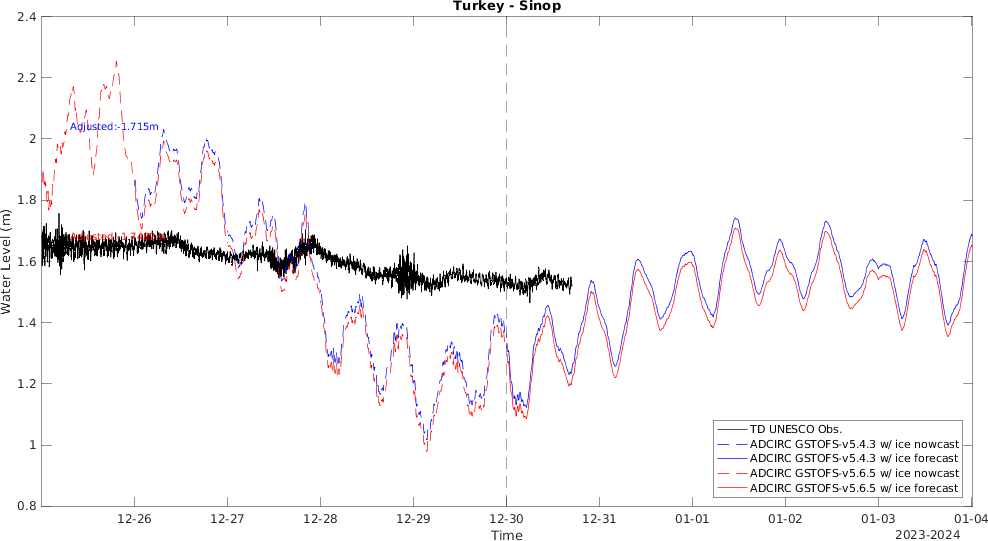 Turkey - Sinop
2.4
2.2
2
1.8
1.6
1.4
1.2
1
0.8
Water Level (m)
Adjusted:-1.715m
12-26
12-27
12-28
12-29
12-30
12-31
01-01
01-02
01-03
01-04
Time
2023-2024
TD UNESCO Obs.
ADCIRC GSTOFS-v5.4.3 w/ ice nowcast
ADCIRC GSTOFS-v5.4.3 w/ ice forecast
ADCIRC GSTOFS-v5.6.5 w/ ice nowcast
ADCIRC GSTOFS-v5.6.5 w/ ice forecast